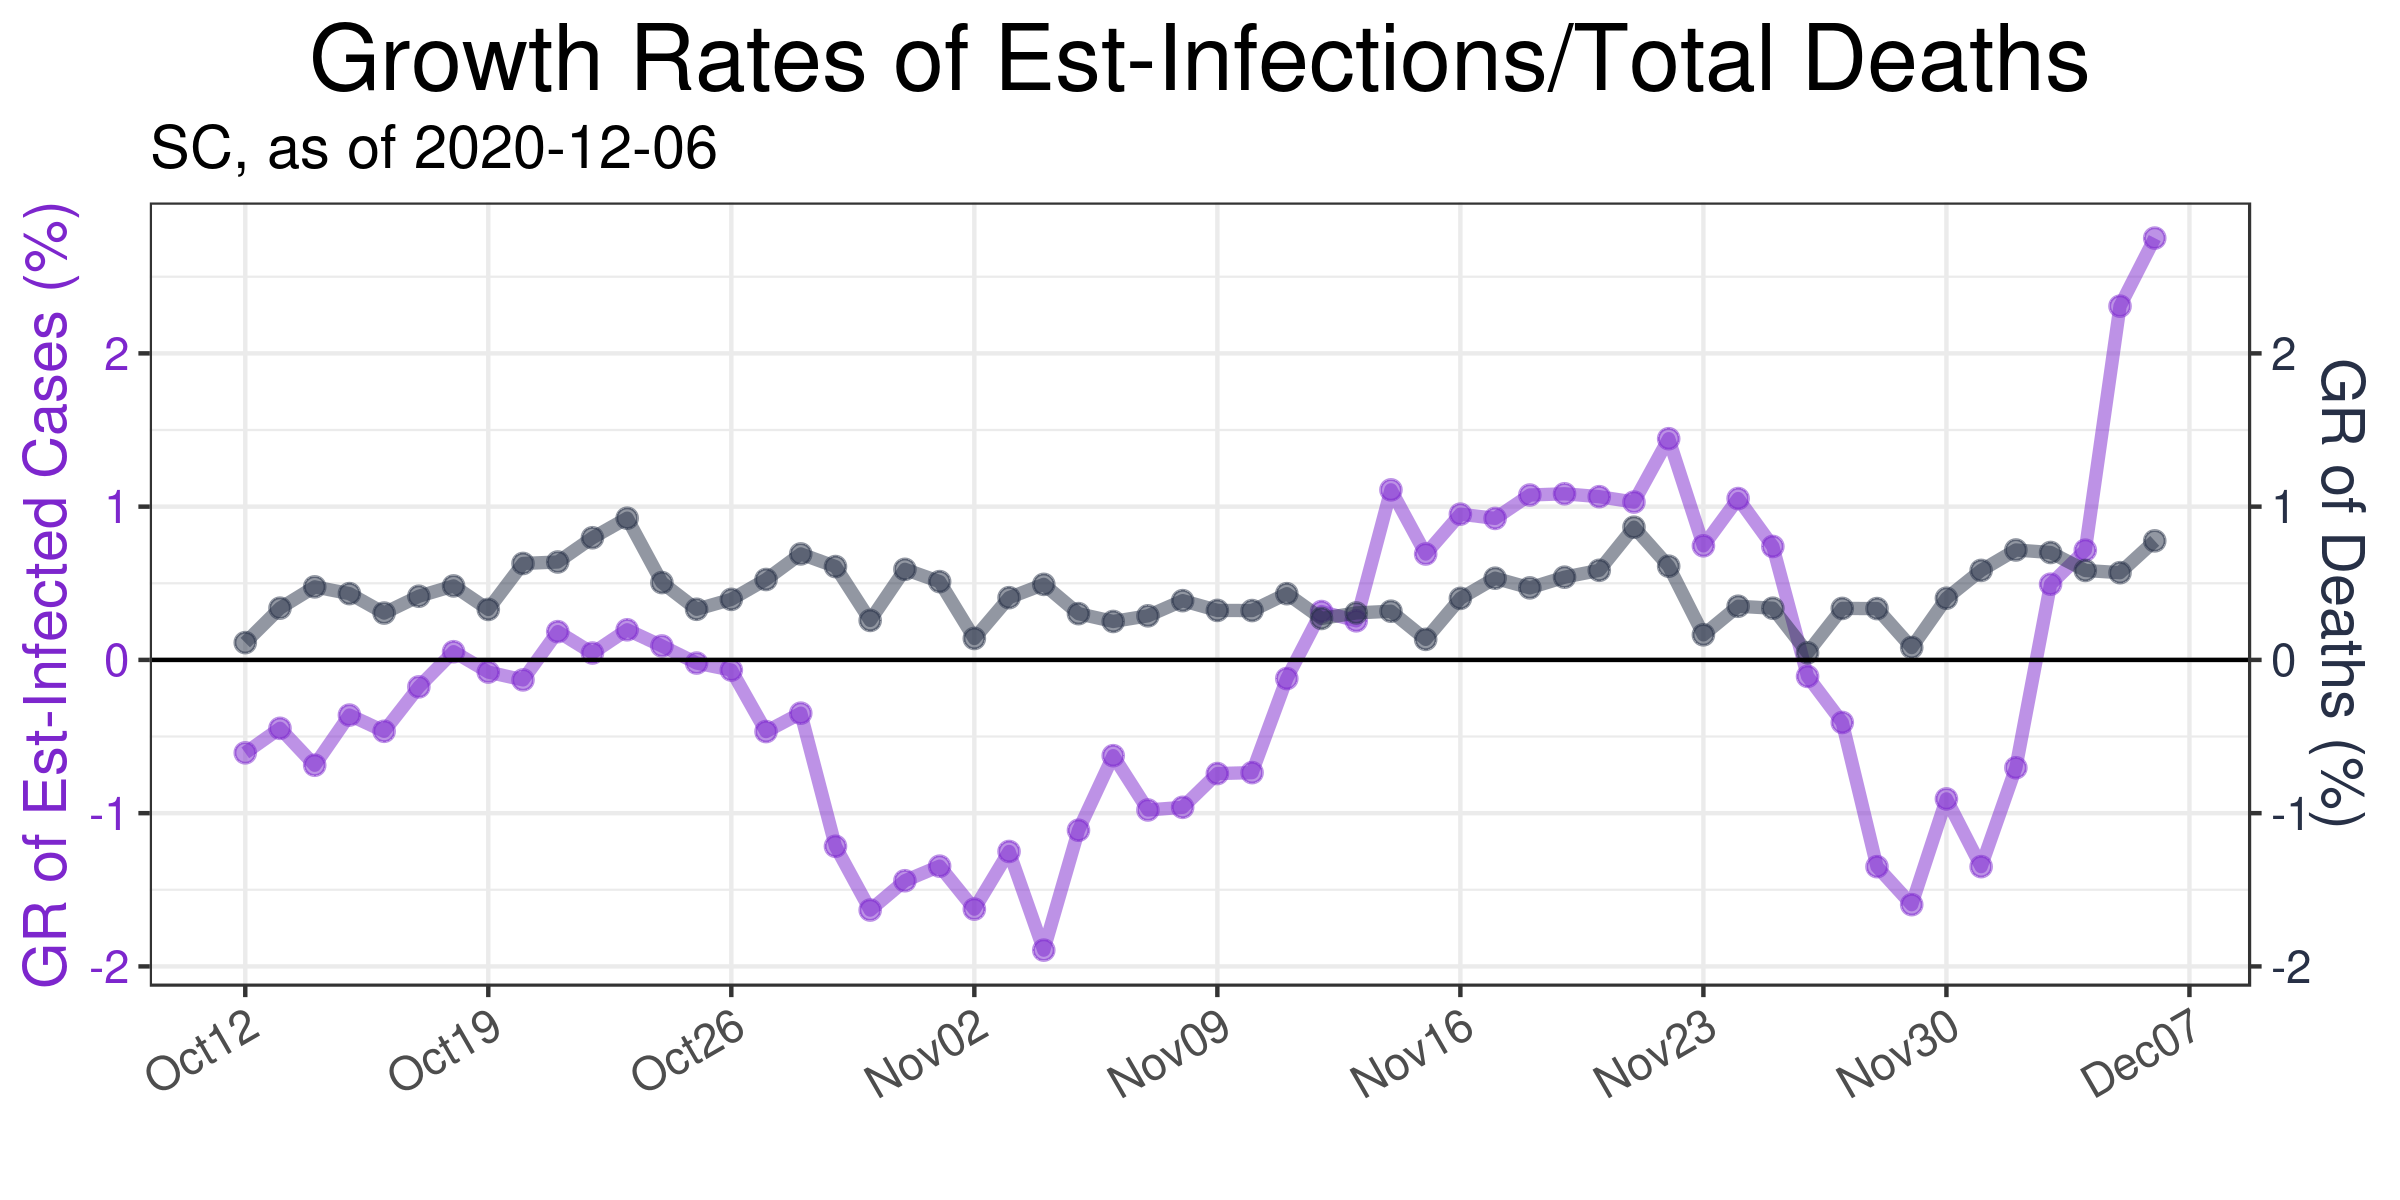 Growth Rates of Est-Infections/Total Deaths
SC, as of 2020-12-06
GR of Est-Infected Cases (%)
2
1
0
-1
-2
2
1
0
-1
-2
GR of Deaths (%)
Oct12
Oct19
Oct26
Nov02
Nov09
Nov16
Nov23
Nov30
Dec07